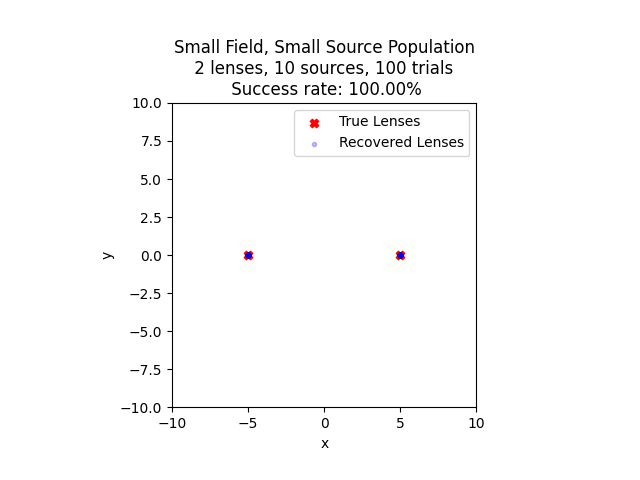 Small Field, Small Source Population
2 lenses, 10 sources, 100 trials
Success rate: 100.00%
True Lenses
Recovered Lenses
10.0
7.5
5.0
2.5
0.0
−2.5
−5.0
−7.5
−10.0
y
−10
−5
0
5
10
x